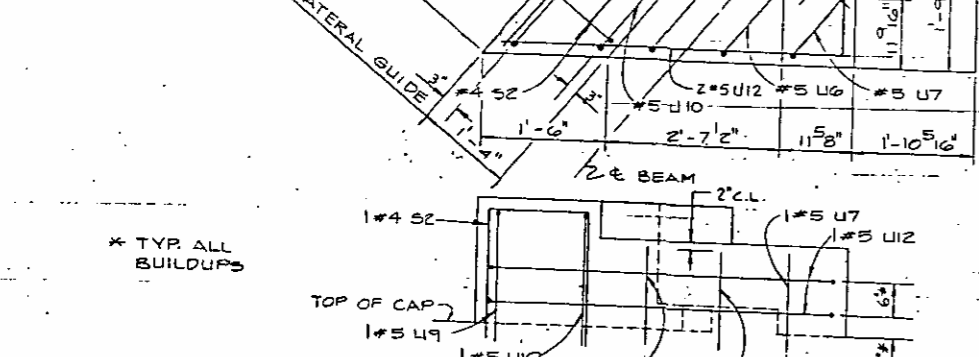 LATERAL GUIDE
3"
1'-4"
#4 S2
3"
#5 U10
2#5 U12
#5 U6
#5 U7
1'-6"
2'-7 1/2"
11 5/8"
1'-10 5/16"
℄ BEAM
2" CL.
1#4 S2
1#5 U7
1#5 U12
* TYP. ALL
BUILDUPS
6"
TOP OF CAP
1#5 U9
1#5 U10
*